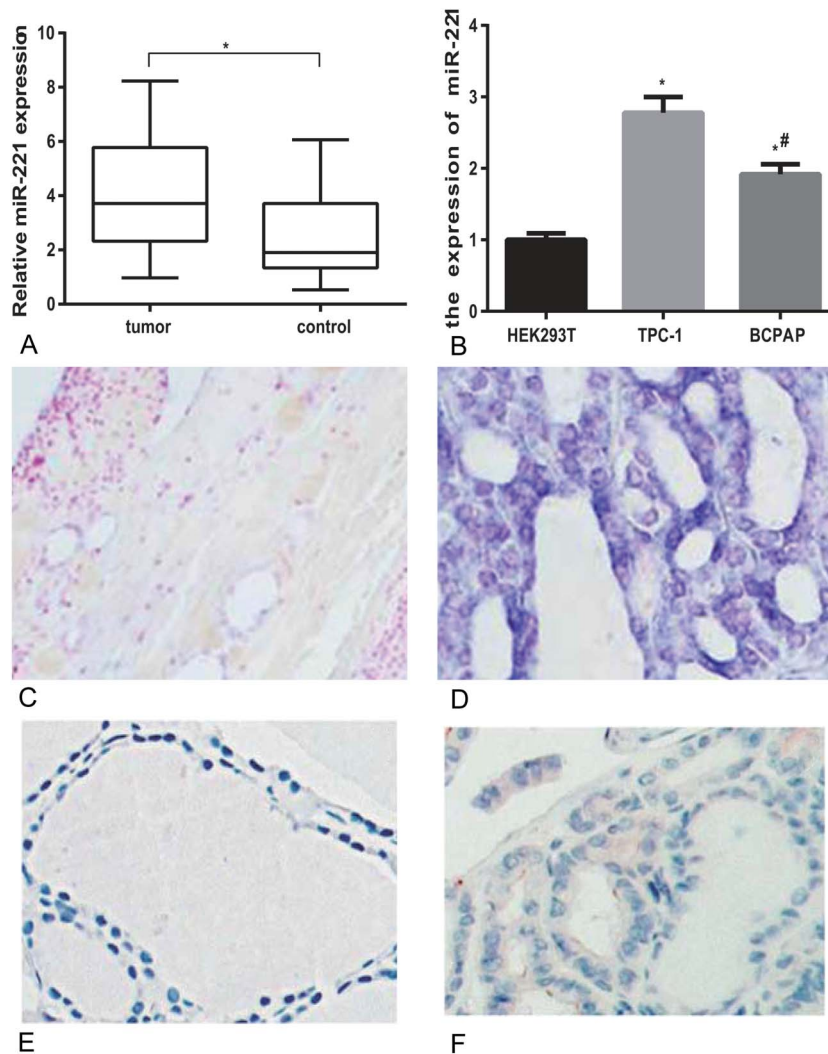 Relative miR-221 expression
10
8
6
4
2
0
*
tumor
control
A
the expression of miR-221
4
3
2
1
0
*
*#
HEK293T
TPC-1
BCPAP
B
C
D
E
F